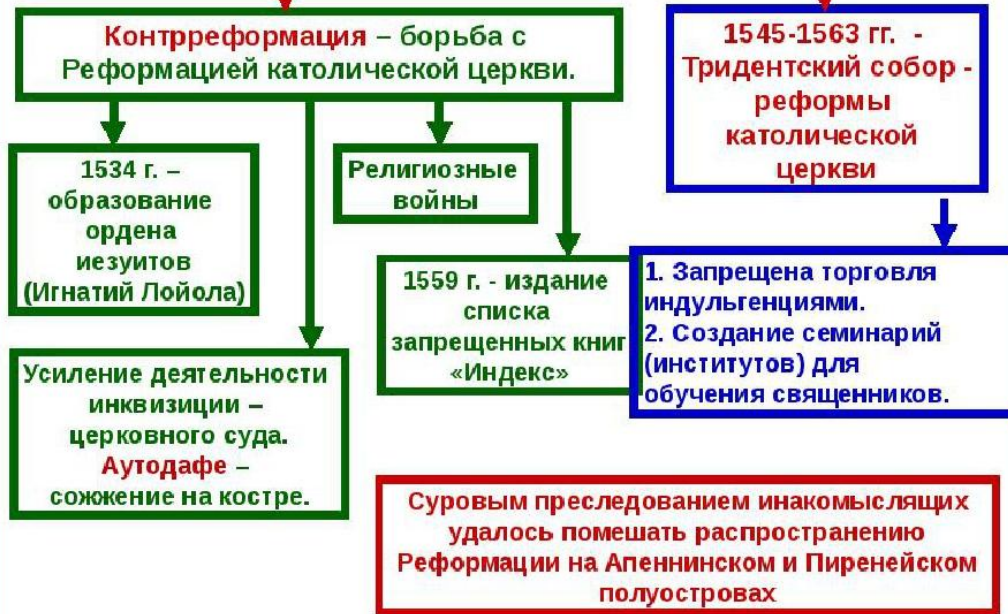 Контрреформация – борьба с
Реформацией католической церкви.
1545-1563 гг. -
Тридентский собор -
реформы
католической
церкви
1534 г. –
образование
ордена
иезуитов
(Игнатий Лойола)
Религиозные
войны
1559 г. - издание
списка
запрещенных книг
«Индекс»
1. Запрещена торговля
индульгенциями.
2. Создание семинарий
(институтов) для
обучения священников.
Усиление деятельности
инквизиции –
церковного суда.
Аутодафе –
сожжение на костре.
Суровым преследованием инакомыслящих
удалось помешать распространению
Реформации на Апеннинском и Пиренейском
полуостровах